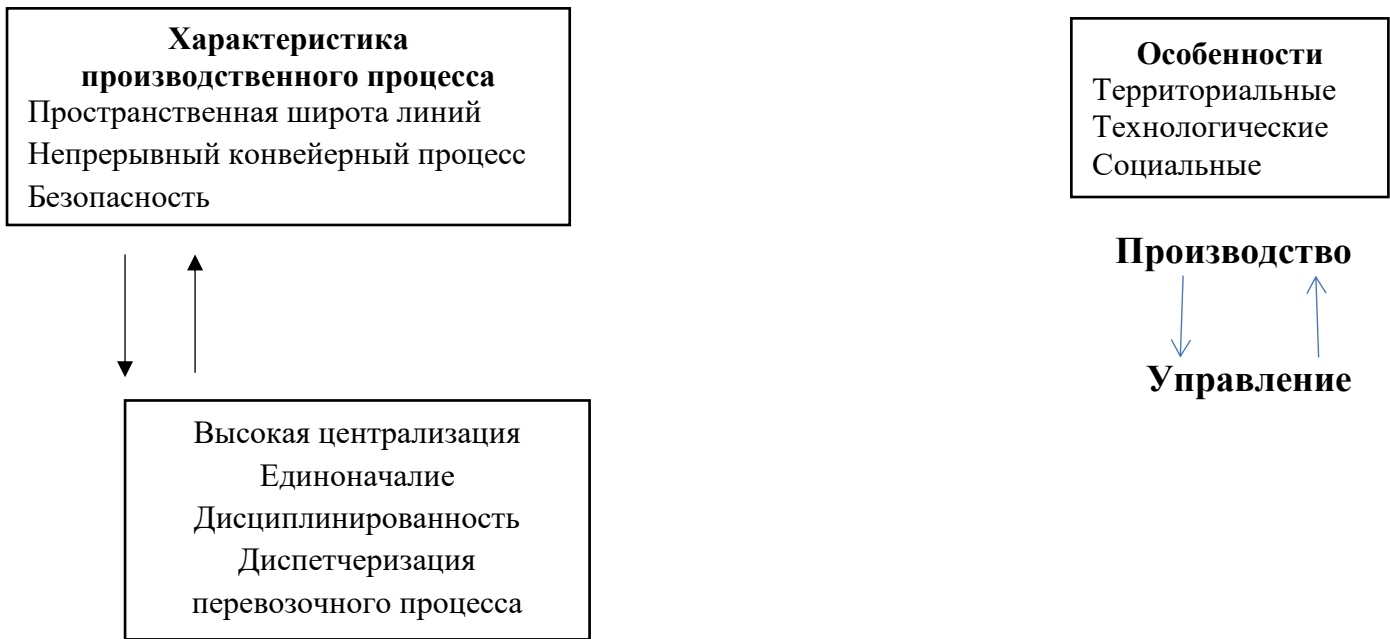 Характеристика
производственного процесса
Пространственная широта линий
Непрерывный конвейерный процесс
Безопасность
Высокая централизация
Единоначалие
Дисциплинированность
Диспетчеризация
перевозочного процесса
Особенности
Территориальные
Технологические
Социальные
Производство
Управление